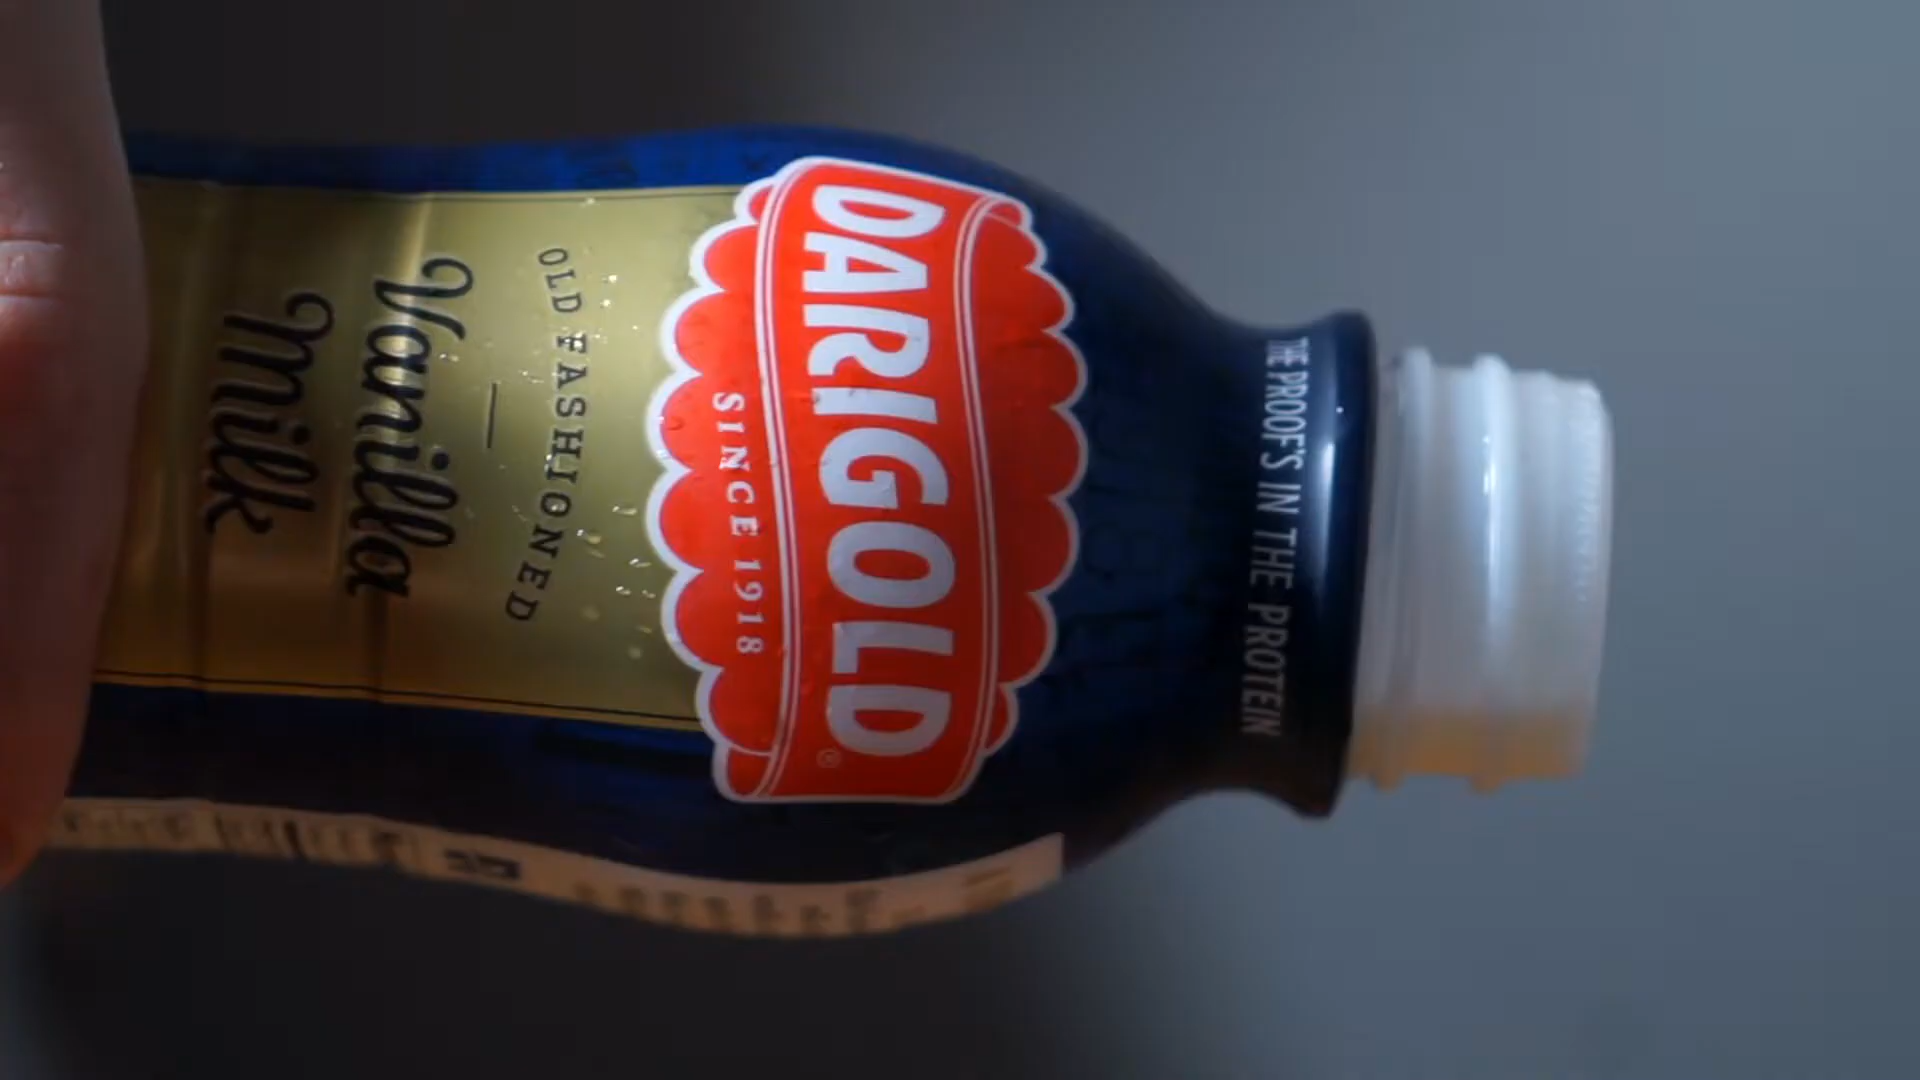 THE PROOF'S IN THE PROTEIN
DARIGOLD®
SINCE 1918
OLD FASHIONED
Vanilla
Milk